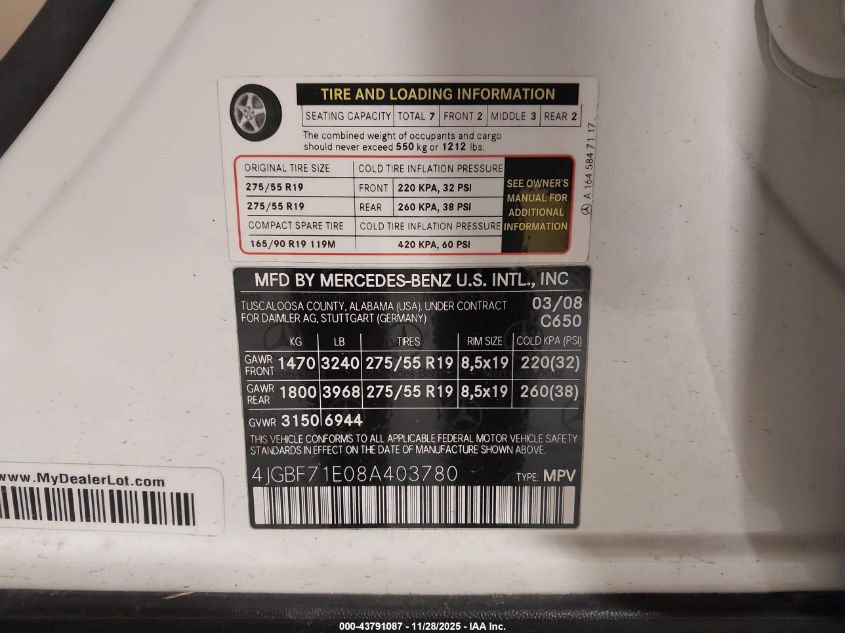 TIRE AND LOADING INFORMATION
SEATING CAPACITY TOTAL 7 FRONT 2 MIDDLE 3 REAR 2
The combined weight of occupants and cargo
should never exceed 550 kg or 1212 lbs.
ORIGINAL TIRE SIZE COLD TIRE INFLATION PRESSURE
275/55 R19 FRONT 220 KPA, 32 PSI
275/55 R19 REAR 260 KPA, 38 PSI
COMPACT SPARE TIRE COLD TIRE INFLATION PRESSURE
165/90 R19 119M 420 KPA, 60 PSI
SEE OWNER'S
MANUAL FOR
ADDITIONAL
INFORMATION
A 164 584 71 17
MFD BY MERCEDES-BENZ U.S. INTL., INC
TUSCALOOSA COUNTY, ALABAMA (USA). UNDER CONTRACT 03/08
FOR DAIMLER AG, STUTTGART (GERMANY) C650
KG LB TIRES RIM SIZE COLD KPA (PSI)
GAWR FRONT 1470 3240 275/55 R19 8,5x19 220(32)
GAWR REAR 1800 3968 275/55 R19 8,5x19 260(38)
GVWR 3150 6944
THIS VEHICLE CONFORMS TO ALL APPLICABLE FEDERAL MOTOR VEHICLE SAFETY
STANDARDS IN EFFECT ON THE DATE OF MANUFACTURE SHOWN ABOVE.
4JGBF71E08A403780 TYPE: MPV
www.MyDealerLot.com
000-43791087 - 11/28/2025 - IAA Inc.